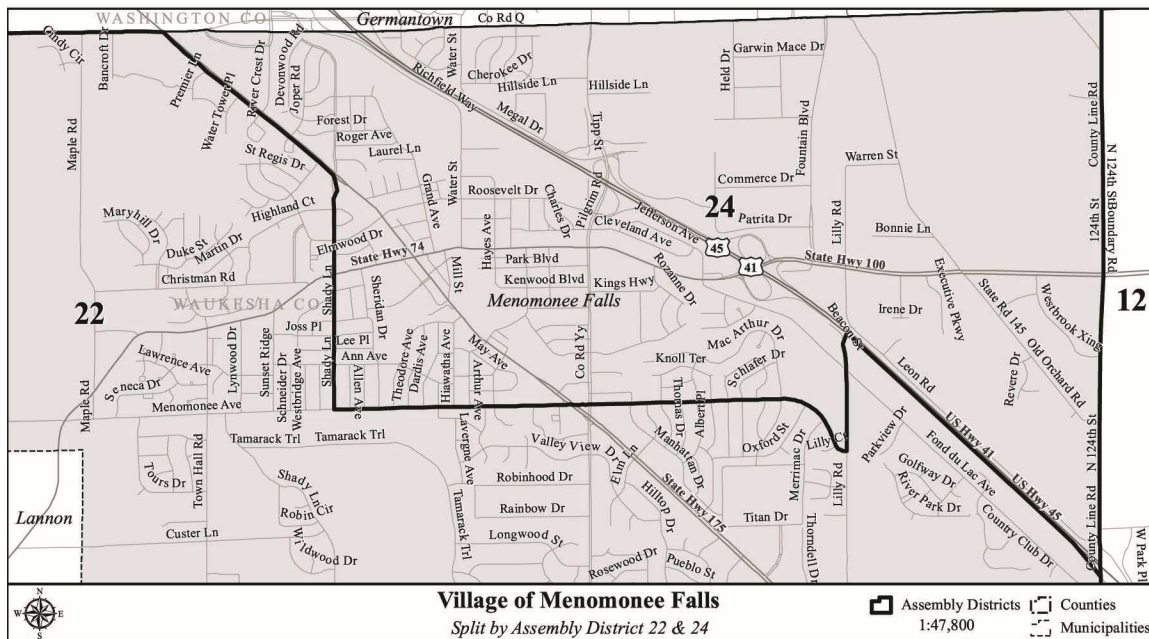 WASHINGTON CO
Germantown
Co Rd Q
Cindy Cir
Bancroft Dr
Premier Ln
Water Tower Pl
River Crest Dr
Devonwood Rd
Joper Rd
Richfield Way
Water St
Cherokee Dr
Hillside Ln
Hillside Ln
Held Dr
Garwin Mace Dr
Megal Dr
Tipp St
Fountain Blvd
County Line Rd
N 124th St
Boundary Rd
124th St
Maple Rd
Forest Dr
Roger Ave
Laurel Ln
St Regis Dr
Grand Ave
Water St
Roosevelt Dr
Charles Dr
Pilgrim Rd
Commerce Dr
Warren St
Highland Ct
Maryhill Dr
Duke St
Martin Dr
Elmwood Dr
Hayes Ave
Cleveland Ave
Jefferson Ave
24
Patrita Dr
Lilly Rd
Bonnie Ln
Christman Rd
State Hwy 74
Mill St
Park Blvd
Kenwood Blvd
Kings Hwy
Rozanne Dr
45
41
State Hwy 100
Executive Pkwy
State Rd 145
Westbrook Xing
WAUKESHA CO
Shady Ln
Sheridan Dr
Menomonee Falls
22
12
Joss Pl
Lee Pl
Ann Ave
Irene Dr
Beacon St
Old Orchard Rd
Lawrence Ave
Lynwood Dr
Sunset Ridge
Schneider Dr
Westbridge Ave
Shady Ln
Allen Ave
Theodore Ave
Dardis Ave
Hiawatha Ave
Arthur Ave
May Ave
Co Rd Yy
Knoll Ter
Mac Arthur Dr
Schlafer Dr
Leon Rd
Revere Dr
Seneca Dr
Maple Rd
Menomonee Ave
Thomas Dr
Albert Pl
Tamarack Trl
Tamarack Trl
Lavergne Ave
Valley View Dr
Elm Ln
Manhattan Dr
Oxford St
Merrimac Dr
Lilly Ct
Lilly Rd
Parkview Dr
Fond du Lac Ave
US Hwy 41
N 124th St
Tours Dr
Town Hall Rd
Shady Ln
Robin Cir
Robinhood Dr
Golfway Dr
River Park Dr
US Hwy 45
County Line Rd
Lannon
Rainbow Dr
Hilltop Dr
State Hwy 175
Titan Dr
Custer Ln
Wildwood Dr
Tamarack Trl
Longwood St
Rosewood Dr
Pueblo St
Thorndell Dr
Country Club Dr
W Park Pl
N
W E
S
Village of Menomonee Falls
Split by Assembly District 22 & 24
Assembly Districts
Counties
1:47,800
Municipalities